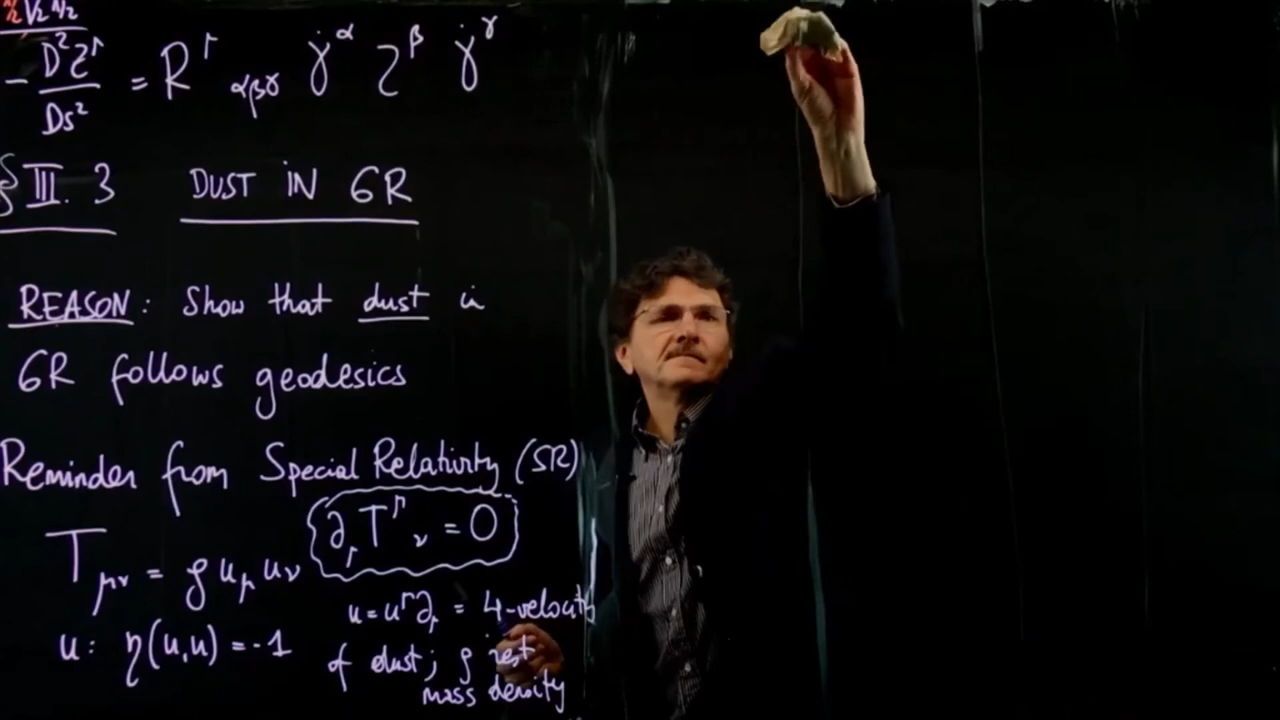 - D²Z^μ / Ds² = R^μ_αβγ γ̇^α Z^β γ̇^γ
§ III. 3 DUST IN GR
REASON: Show that dust in
GR follows geodesics
Reminder from Special Relativity (SR)
T_μν = ρ u_μ u_ν ∂_μ T^μ_ν = 0
u = u^μ ∂_μ = 4-velocity
u: η(u,u) = -1 of dust; ρ rest
mass density